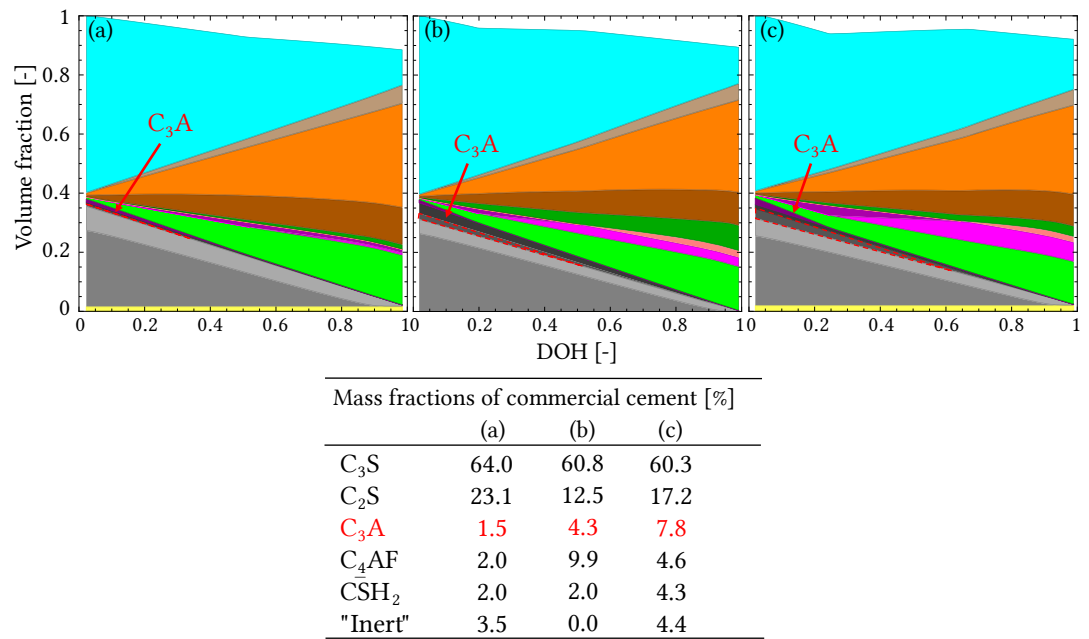 (a) (b) (c)
Volume fraction [-]
1
0.8
0.6
0.4
0.2
0
C₃A
C₃A
C₃A
0 0.2 0.4 0.6 0.8 1 0 0.2 0.4 0.6 0.8 1 0 0.2 0.4 0.6 0.8 1
DOH [-]
Mass fractions of commercial cement [%]
(a) (b) (c)
C₃S 64.0 60.8 60.3
C₂S 23.1 12.5 17.2
C₃A 1.5 4.3 7.8
C₄AF 2.0 9.9 4.6
CS̅H₂ 2.0 2.0 4.3
"Inert" 3.5 0.0 4.4